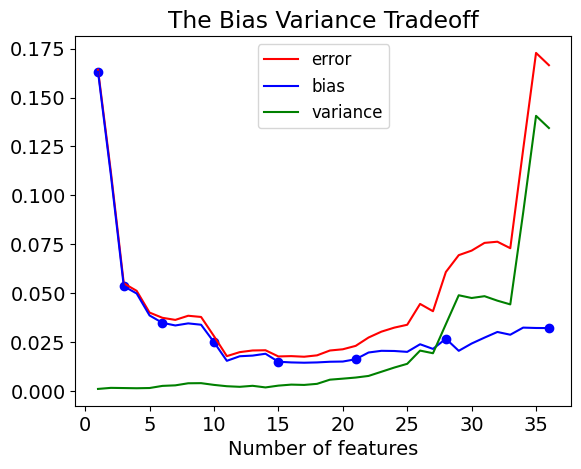 The Bias Variance Tradeoff
error
bias
variance
0.175
0.150
0.125
0.100
0.075
0.050
0.025
0.000
0 5 10 15 20 25 30 35
Number of features